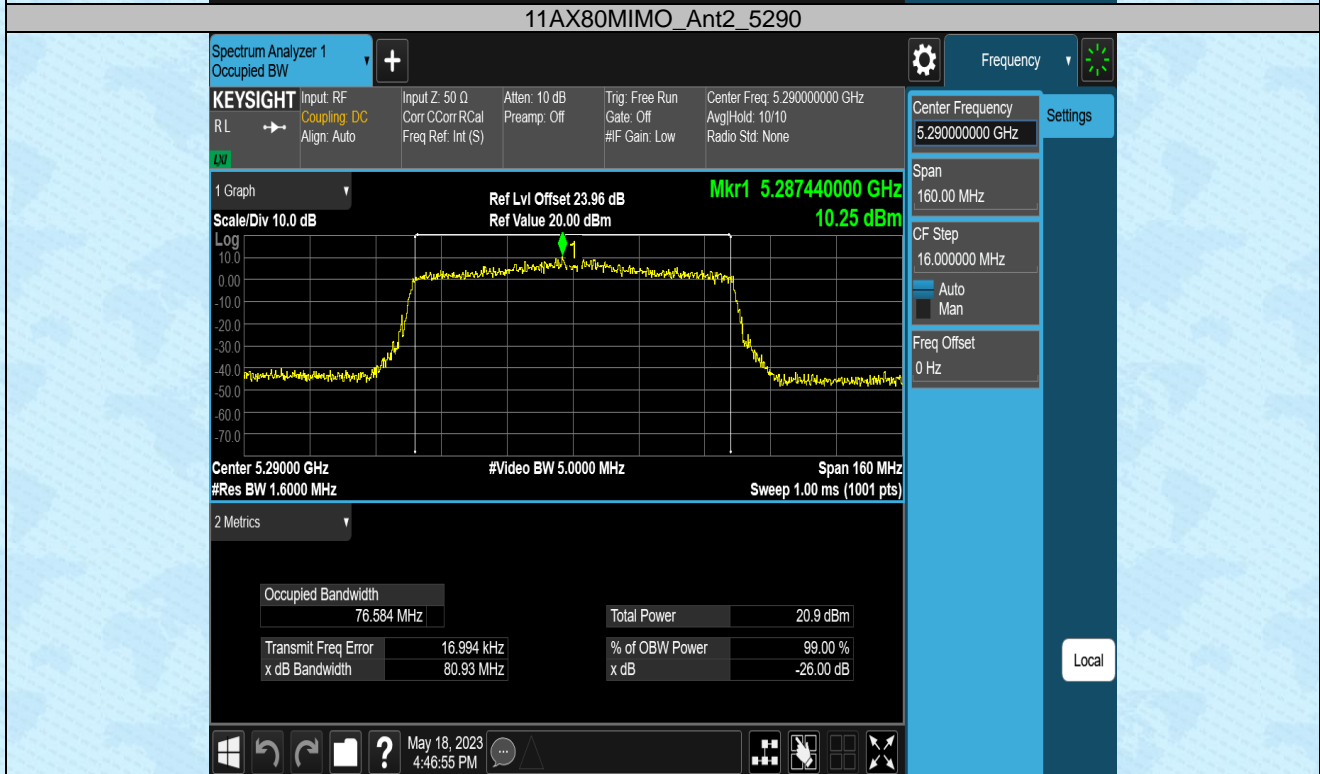 11AX80MIMO_Ant2_5290
Spectrum Analyzer 1
Occupied BW
Frequency
KEYSIGHT
R L
LXI
Input: RF
Coupling: DC
Align: Auto
Input Z: 50 Ω
Corr CCorr RCal
Freq Ref: Int (S)
Atten: 10 dB
Preamp: Off
Trig: Free Run
Gate: Off
#IF Gain: Low
Center Freq: 5.290000000 GHz
Avg|Hold: 10/10
Radio Std: None
Center Frequency
5.290000000 GHz
Settings
Span
160.00 MHz
CF Step
16.000000 MHz
Auto
Man
Freq Offset
0 Hz
Local
1 Graph
Scale/Div 10.0 dB
Ref Lvl Offset 23.96 dB
Ref Value 20.00 dBm
Mkr1 5.287440000 GHz
10.25 dBm
Log
1
10.0
0.00
-10.0
-20.0
-30.0
-40.0
-50.0
-60.0
-70.0
Center 5.29000 GHz
#Video BW 5.0000 MHz
Span 160 MHz
#Res BW 1.6000 MHz
Sweep 1.00 ms (1001 pts)
2 Metrics
Occupied Bandwidth
76.584 MHz
Total Power 20.9 dBm
Transmit Freq Error 16.994 kHz
% of OBW Power 99.00 %
x dB Bandwidth 80.93 MHz
x dB -26.00 dB
?
May 18, 2023
4:46:55 PM